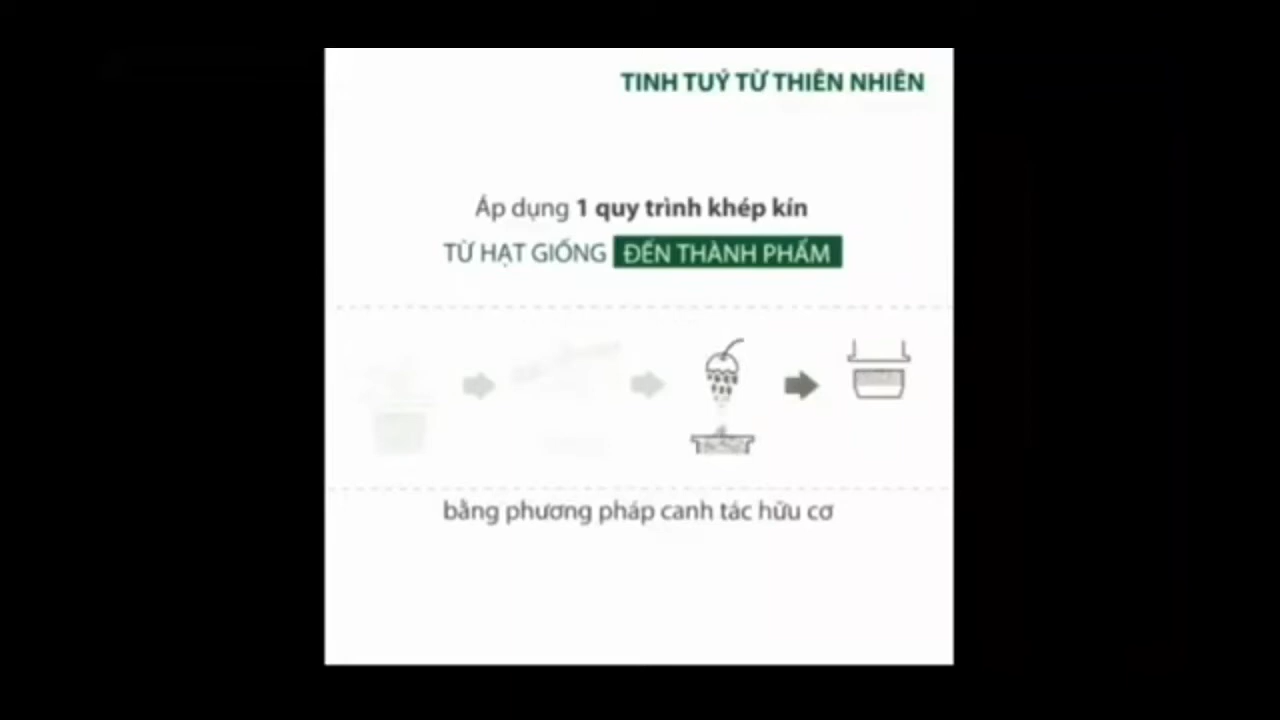 TINH TUÝ TỪ THIÊN NHIÊN
Áp dụng 1 quy trình khép kín
TỪ HẠT GIỐNG ĐẾN THÀNH PHẨM
bằng phương pháp canh tác hữu cơ